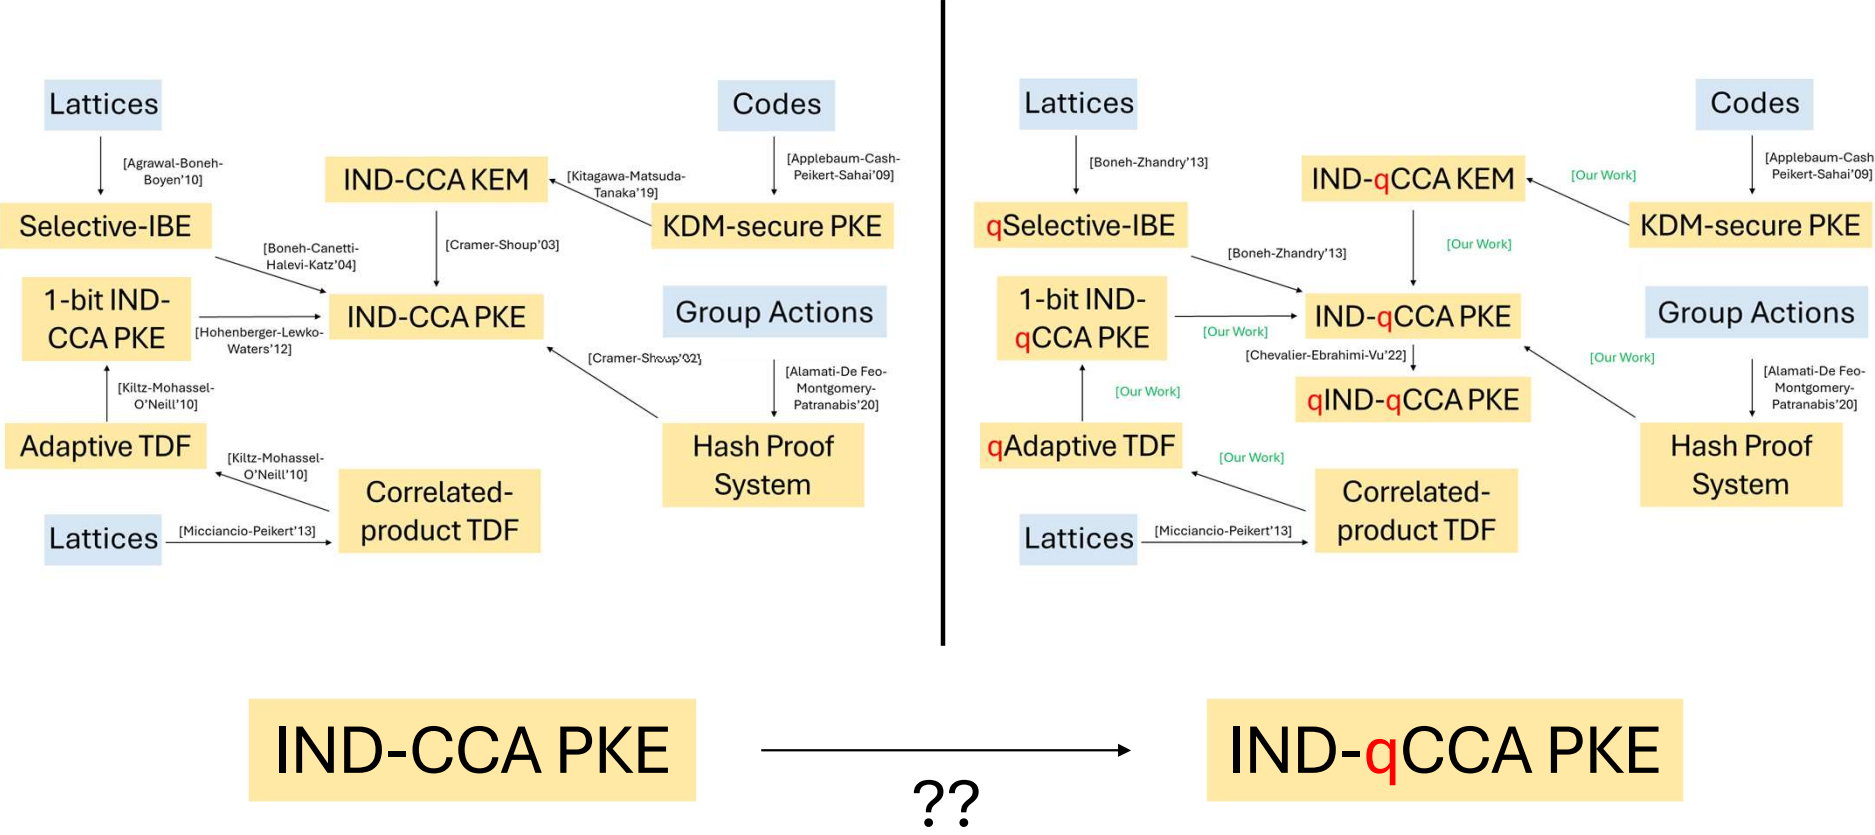 Lattices
[Agrawal-Boneh-
Boyen'10]
Selective-IBE
[Boneh-Canetti-
Halevi-Katz'04]
IND-CCA KEM
[Cramer-Shoup'03]
Codes
[Applebaum-Cash-
Peikert-Sahai'09]
[Kitagawa-Matsuda-
Tanaka'19]
KDM-secure PKE
1-bit IND-
CCA PKE
[Hohenberger-Lewko-
Waters'12]
IND-CCA PKE
Group Actions
[Cramer-Shoup'02]
[Alamati-De Feo-
Montgomery-
Patranabis'20]
[Kiltz-Mohassel-
O'Neill'10]
Adaptive TDF
[Kiltz-Mohassel-
O'Neill'10]
Hash Proof
System
Correlated-
product TDF
Lattices
[Micciancio-Peikert'13]
Lattices
[Boneh-Zhandry'13]
qSelective-IBE
[Boneh-Zhandry'13]
IND-qCCA KEM
[Our Work]
Codes
[Applebaum-Cash
Peikert-Sahai'09]
[Our Work]
KDM-secure PKE
1-bit IND-
qCCA PKE
[Our Work]
IND-qCCA PKE
[Chevalier-Ebrahimi-Vu'22]
qIND-qCCA PKE
Group Actions
[Our Work]
[Alamati-De Feo-
Montgomery-
Patranabis'20]
[Our Work]
qAdaptive TDF
[Our Work]
Hash Proof
System
Correlated-
product TDF
Lattices
[Micciancio-Peikert'13]
IND-CCA PKE
??
IND-qCCA PKE